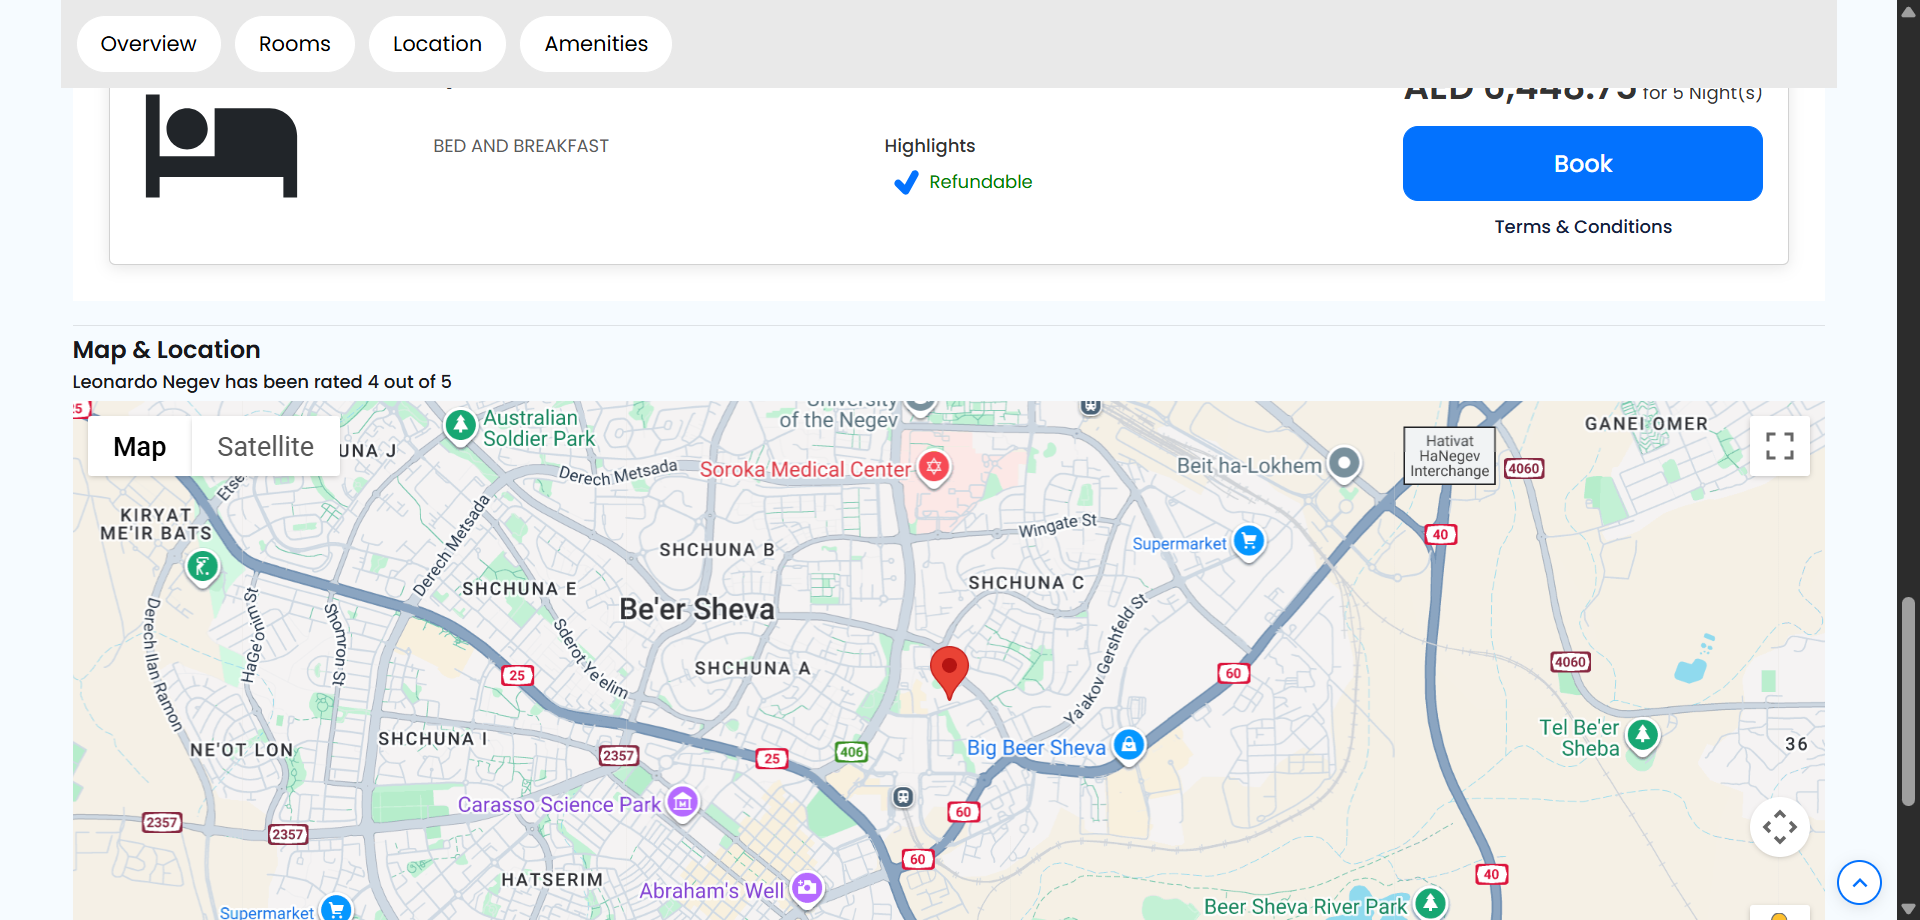 Overview
Rooms
Location
Amenities
for 5 Night(s)
BED AND BREAKFAST
Highlights
Refundable
Book
Terms & Conditions
Map & Location
Leonardo Negev has been rated 4 out of 5
Map
Satellite
UNA J
Australian
Soldier Park
University
of the Negev
GANEI OMER
Hativat
HaNegev
Interchange
4060
Beit ha-Lokhem
Soroka Medical Center
Derech Metsada
KIRYAT
ME'IR BATS
Derech Metsada
Wingate St
40
SHCHUNA B
Supermarket
SHCHUNA E
SHCHUNA C
Be'er Sheva
HaGe'onim St
Shomron St
Derech Ilan Ramon
Sderot Ye'elim
Ya'akov Gershfeld St
SHCHUNA A
25
60
4060
SHCHUNA I
NE'OT LON
2357
25
406
Big Beer Sheva
Tel Be'er
Sheba
36
Carasso Science Park
2357
2357
60
60
40
HATSERIM
Abraham's Well
Supermarket
Beer Sheva River Park